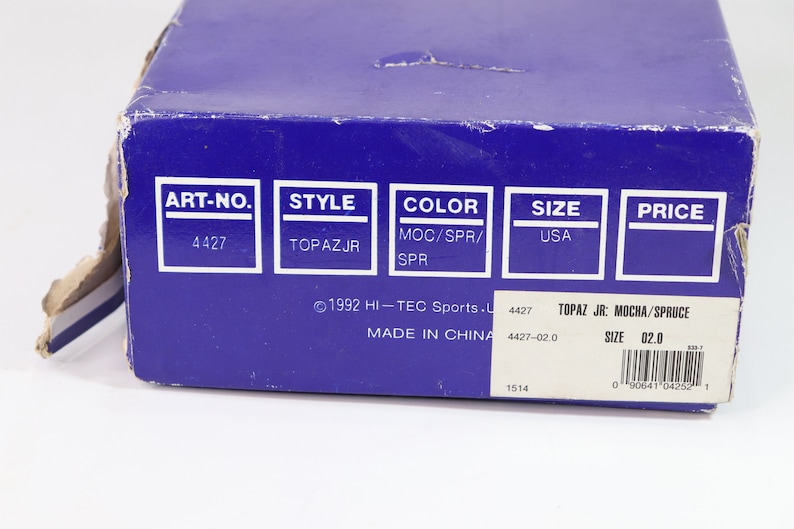 ART-NO. STYLE COLOR SIZE PRICE
4427 TOPAZJR MOC/SPR/ USA
SPR
©1992 HI-TEC Sports.
MADE IN CHINA
4427 TOPAZ JR: MOCHA/SPRUCE
4427-02.0 SIZE 02.0
S33-7
1514 0 90641 04252 1